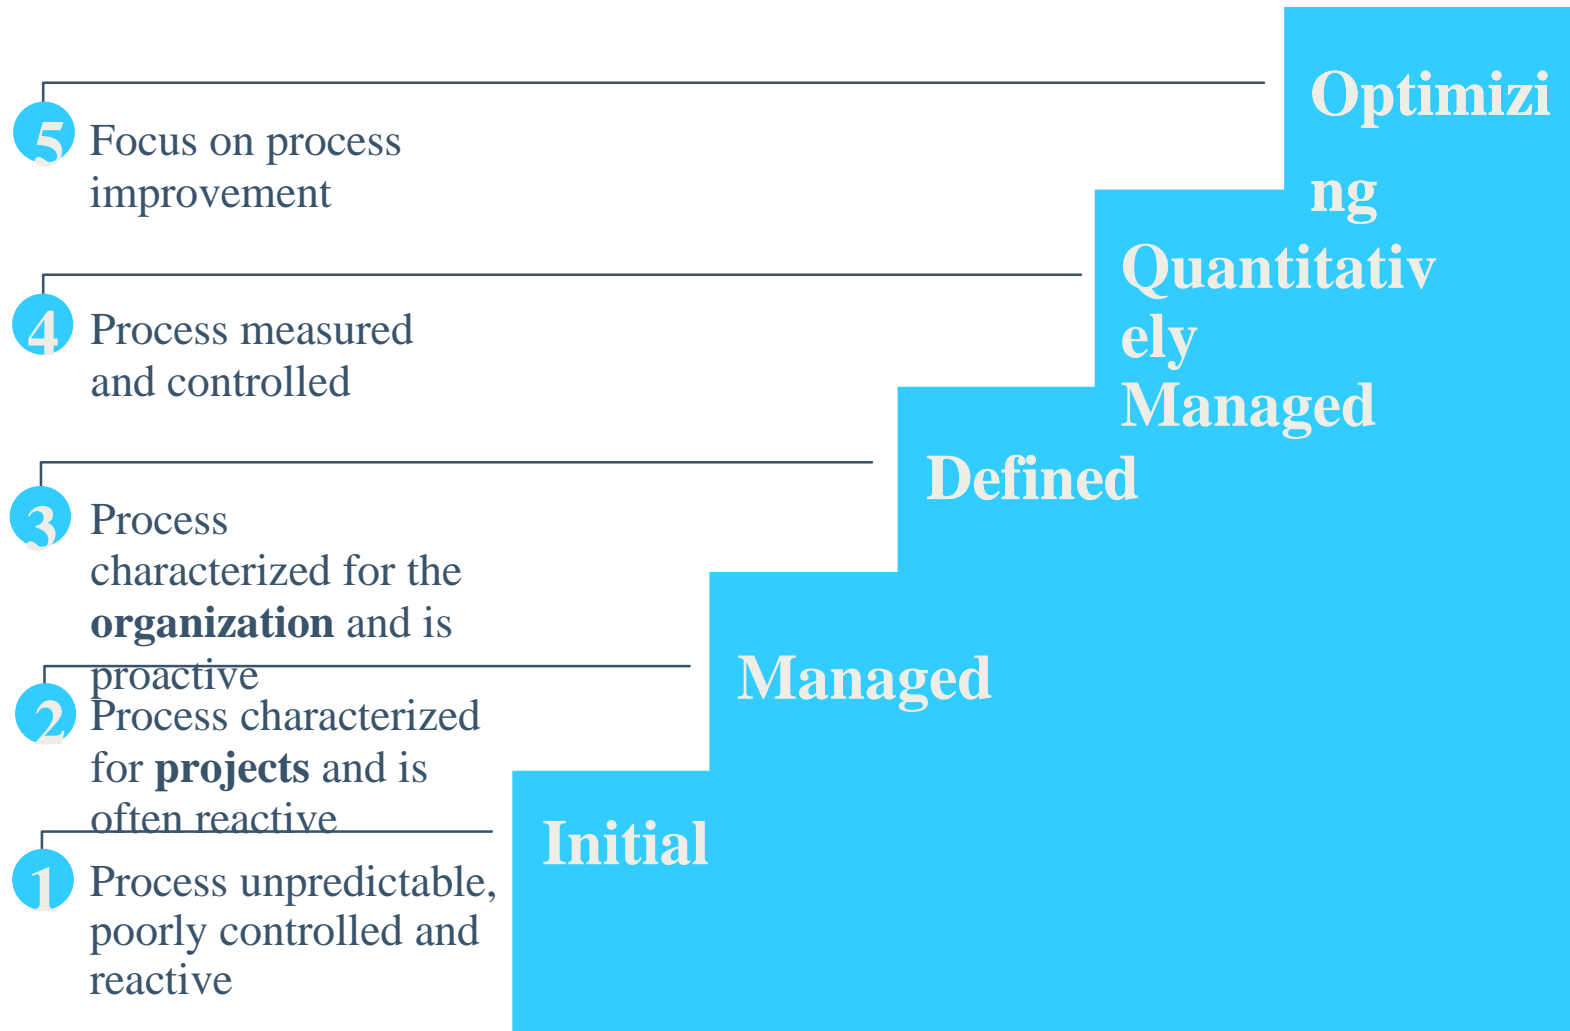 Optimizi
ng
5
Focus on process
improvement
Quantitativ
ely
Managed
4
Process measured
and controlled
Defined
3
Process
characterized for the
organization and is
proactive
Managed
2
Process characterized
for projects and is
often reactive
Initial
1
Process unpredictable,
poorly controlled and
reactive